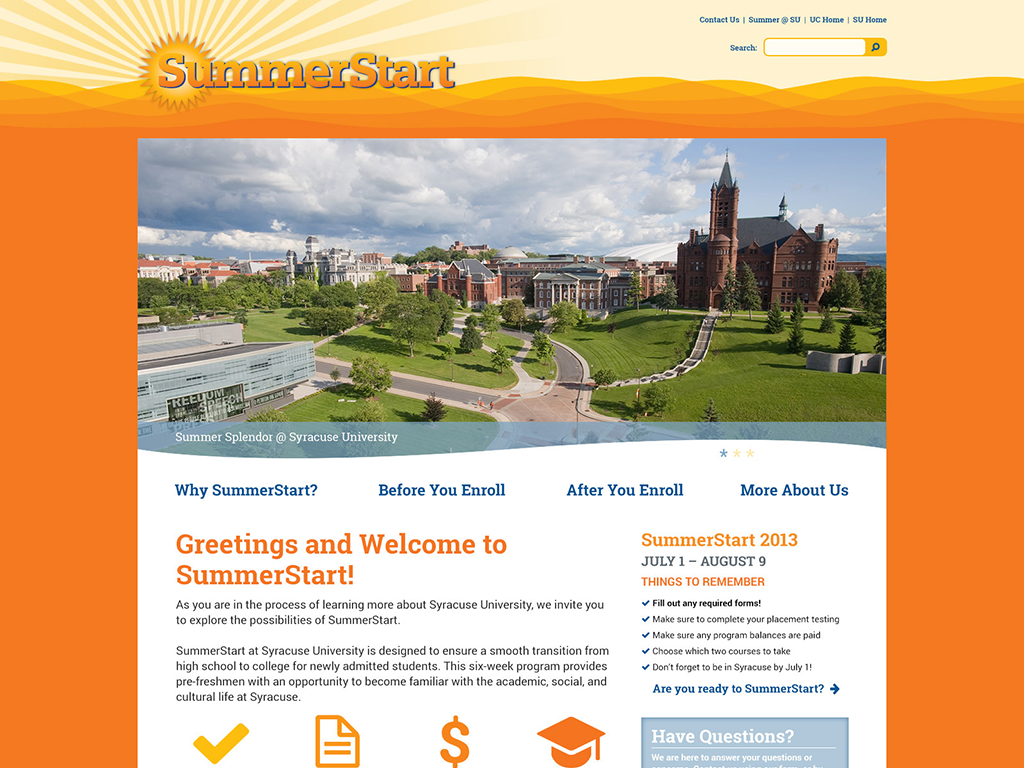 Contact Us | Summer @ SU | UC Home | SU Home
Search:
SummerStart
FREEDOM
Summer Splendor @ Syracuse University
Why SummerStart?
Before You Enroll
After You Enroll
More About Us
Greetings and Welcome to
SummerStart!
As you are in the process of learning more about Syracuse University, we invite you
to explore the possibilities of SummerStart.
SummerStart at Syracuse University is designed to ensure a smooth transition from
high school to college for newly admitted students. This six-week program provides
pre-freshmen with an opportunity to become familiar with the academic, social, and
cultural life at Syracuse.
$
SummerStart 2013
JULY 1 – AUGUST 9
THINGS TO REMEMBER
Fill out any required forms!
Make sure to complete your placement testing
Make sure any program balances are paid
Choose which two courses to take
Don't forget to be in Syracuse by July 1!
Are you ready to SummerStart?
Have Questions?
We are here to answer your questions or